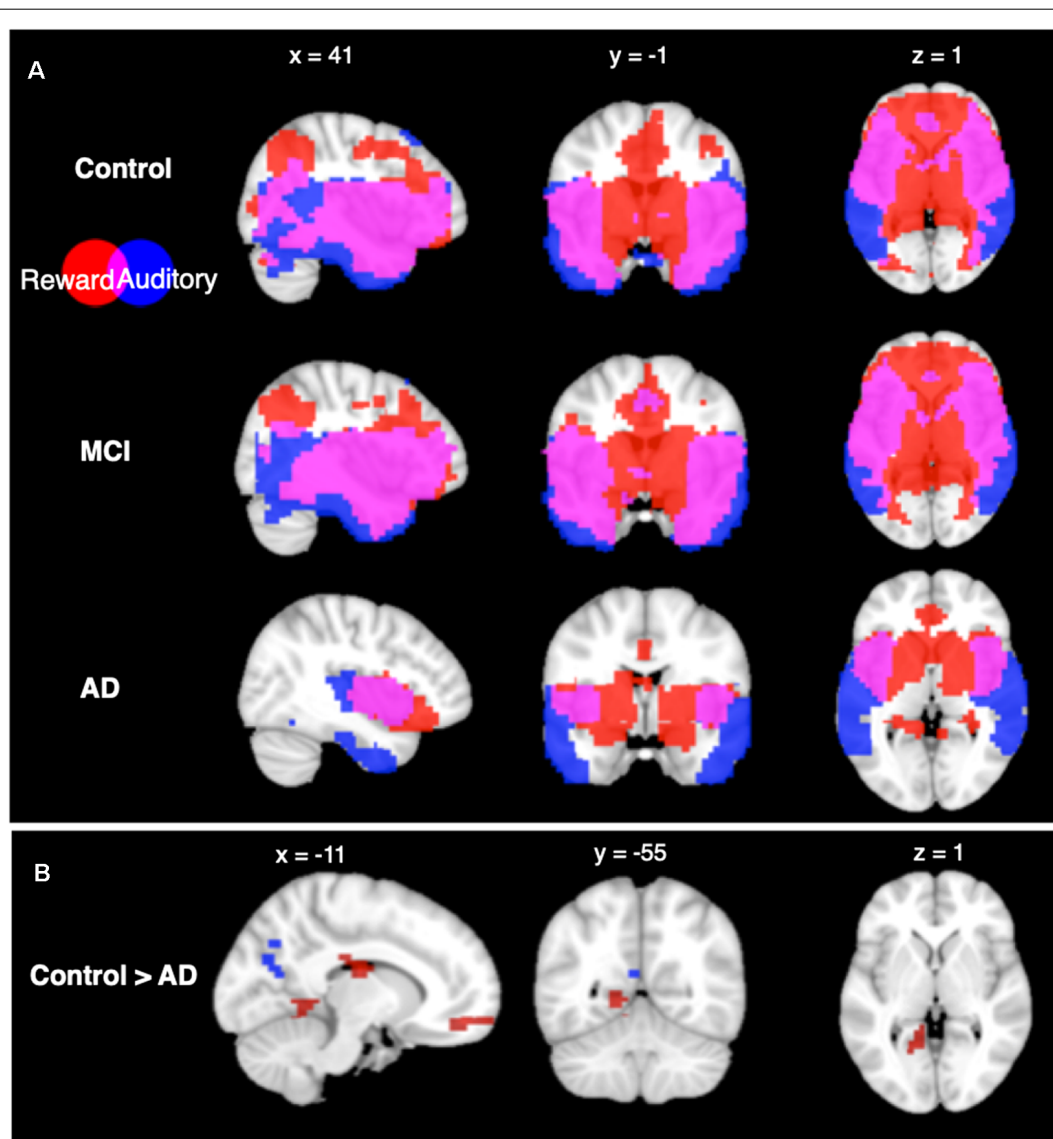 A
x = 41
y = -1
z = 1
Control
Reward Auditory
MCI
AD
B
x = -11
y = -55
z = 1
Control > AD